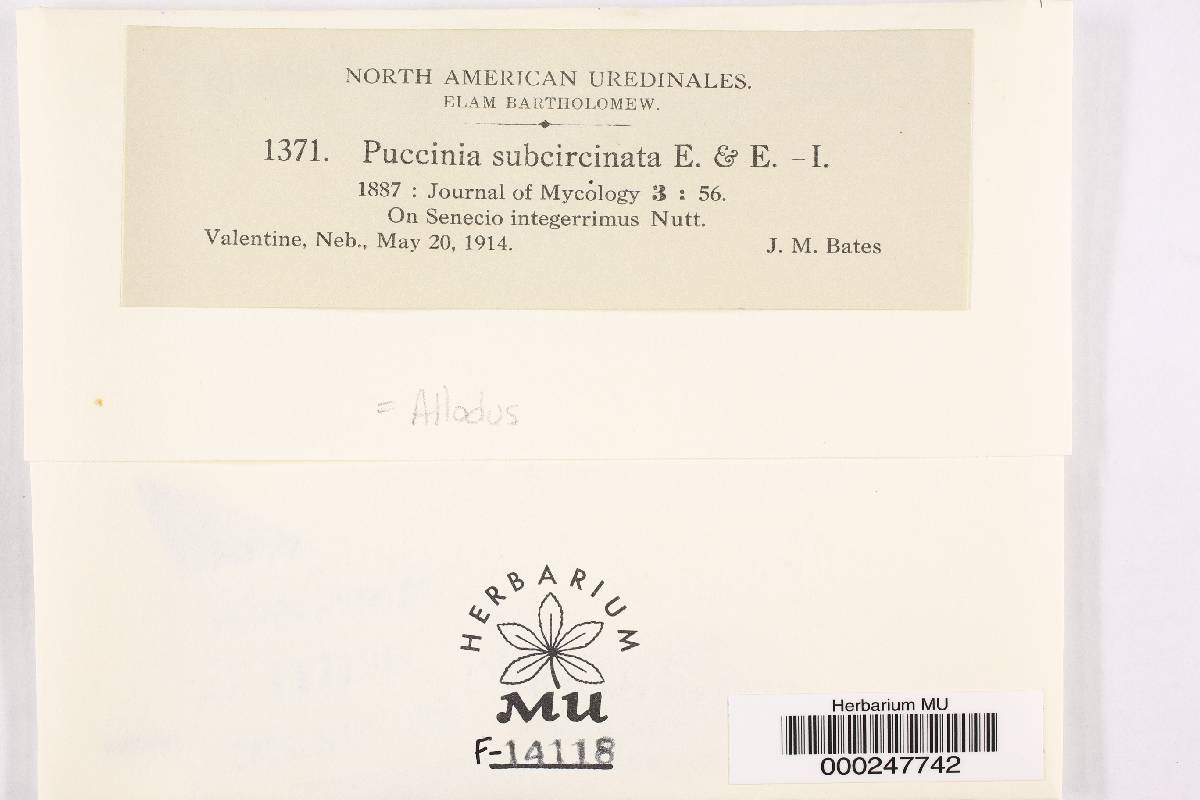 NORTH AMERICAN UREDINALES.
ELAM BARTHOLOMEW.
1371. Puccinia subcircinata E. & E. – I.
1887 : Journal of Mycology 3 : 56.
On Senecio integerrimus Nutt.
Valentine, Neb., May 20, 1914. J. M. Bates
= Allodus
HERBARIUM
MU
F-14118
Herbarium MU
000247742